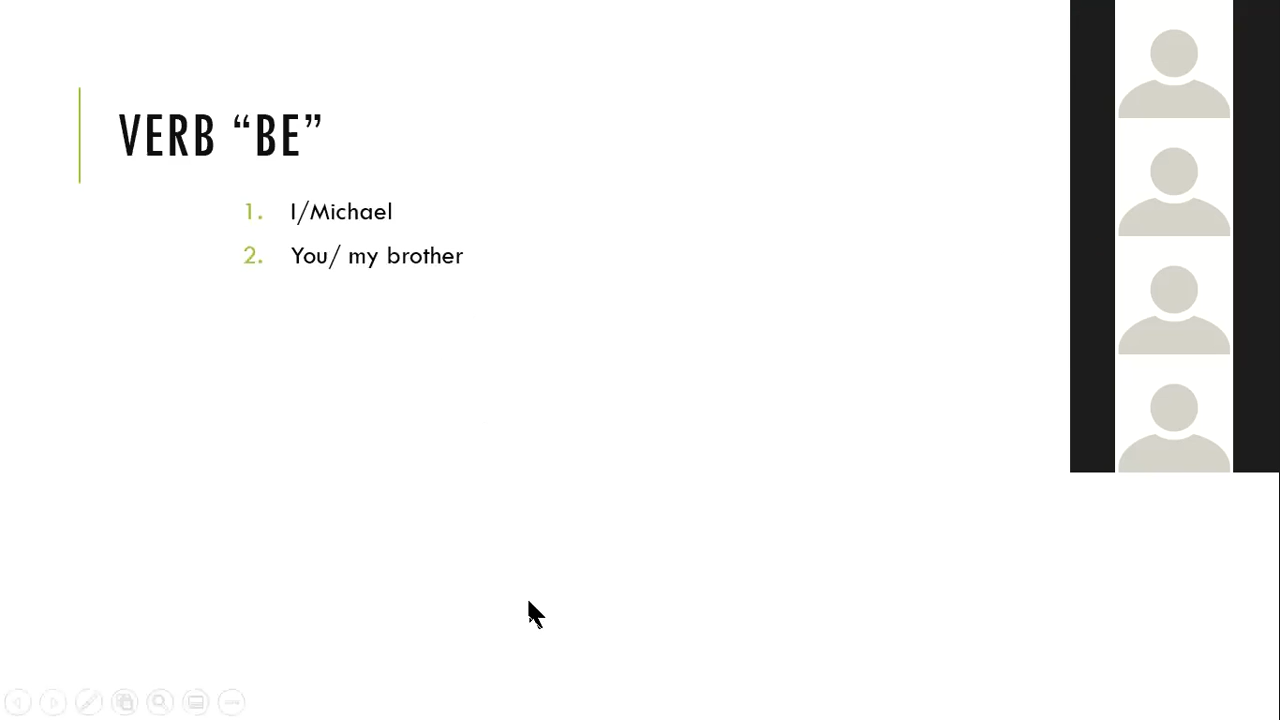 VERB “BE”
1. I/Michael
2. You/ my brother